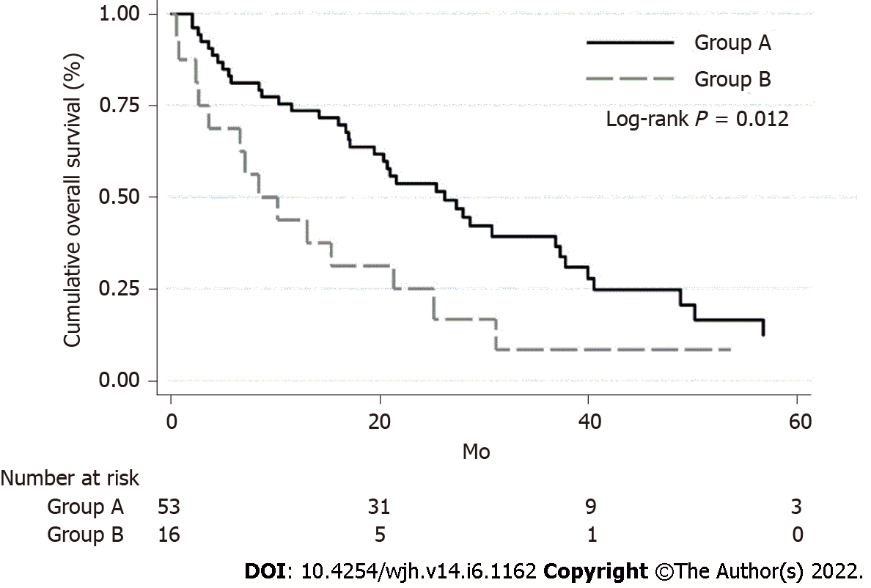 1.00
0.75
0.50
0.25
0.00
Cumulative overall survival (%)
Group A
Group B
Log-rank P = 0.012
0 20 40 60
Mo
Number at risk
Group A 53 31 9 3
Group B 16 5 1 0
DOI: 10.4254/wjh.v14.i6.1162 Copyright ©The Author(s) 2022.